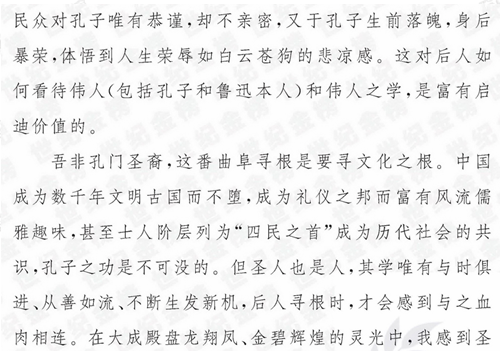 民众对孔子唯有恭谨,却不亲密,又于孔子生前落魄,身后
暴荣,体悟到人生荣辱如白云苍狗的悲凉感。这对后人如
何看待伟人(包括孔子和鲁迅本人)和伟人之学,是富有启
迪价值的。
吾非孔门圣裔,这番曲阜寻根是要寻文化之根。中国
成为数千年文明古国而不堕,成为礼仪之邦而富有风流儒
雅趣味,甚至士人阶层列为“四民之首”成为历代社会的共
识,孔子之功是不可没的。但圣人也是人,其学唯有与时俱
进、从善如流、不断生发新机,后人寻根时,才会感到与之血
肉相连。在大成殿盘龙翔凤、金碧辉煌的灵光中,我感到圣